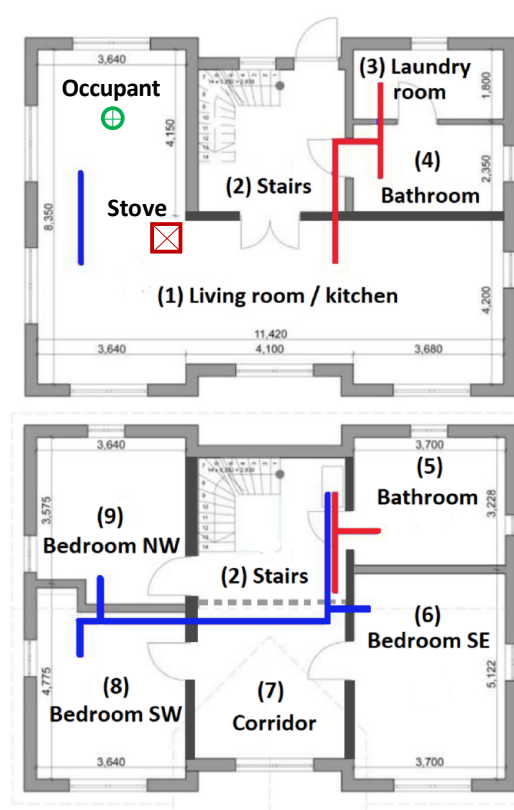 3,640
(3) Laundry
room
1,800
Occupant
4,150
(4)
Bathroom
2,350
(2) Stairs
8,350
Stove
(1) Living room / kitchen
4,200
11,420
3,640
4,100
3,680
3,640
3,700
(5)
Bathroom
3,228
3,575
(9)
Bedroom NW
(2) Stairs
(6)
Bedroom SE
4,775
(8)
Bedroom SW
(7)
Corridor
5,122
3,640
3,700